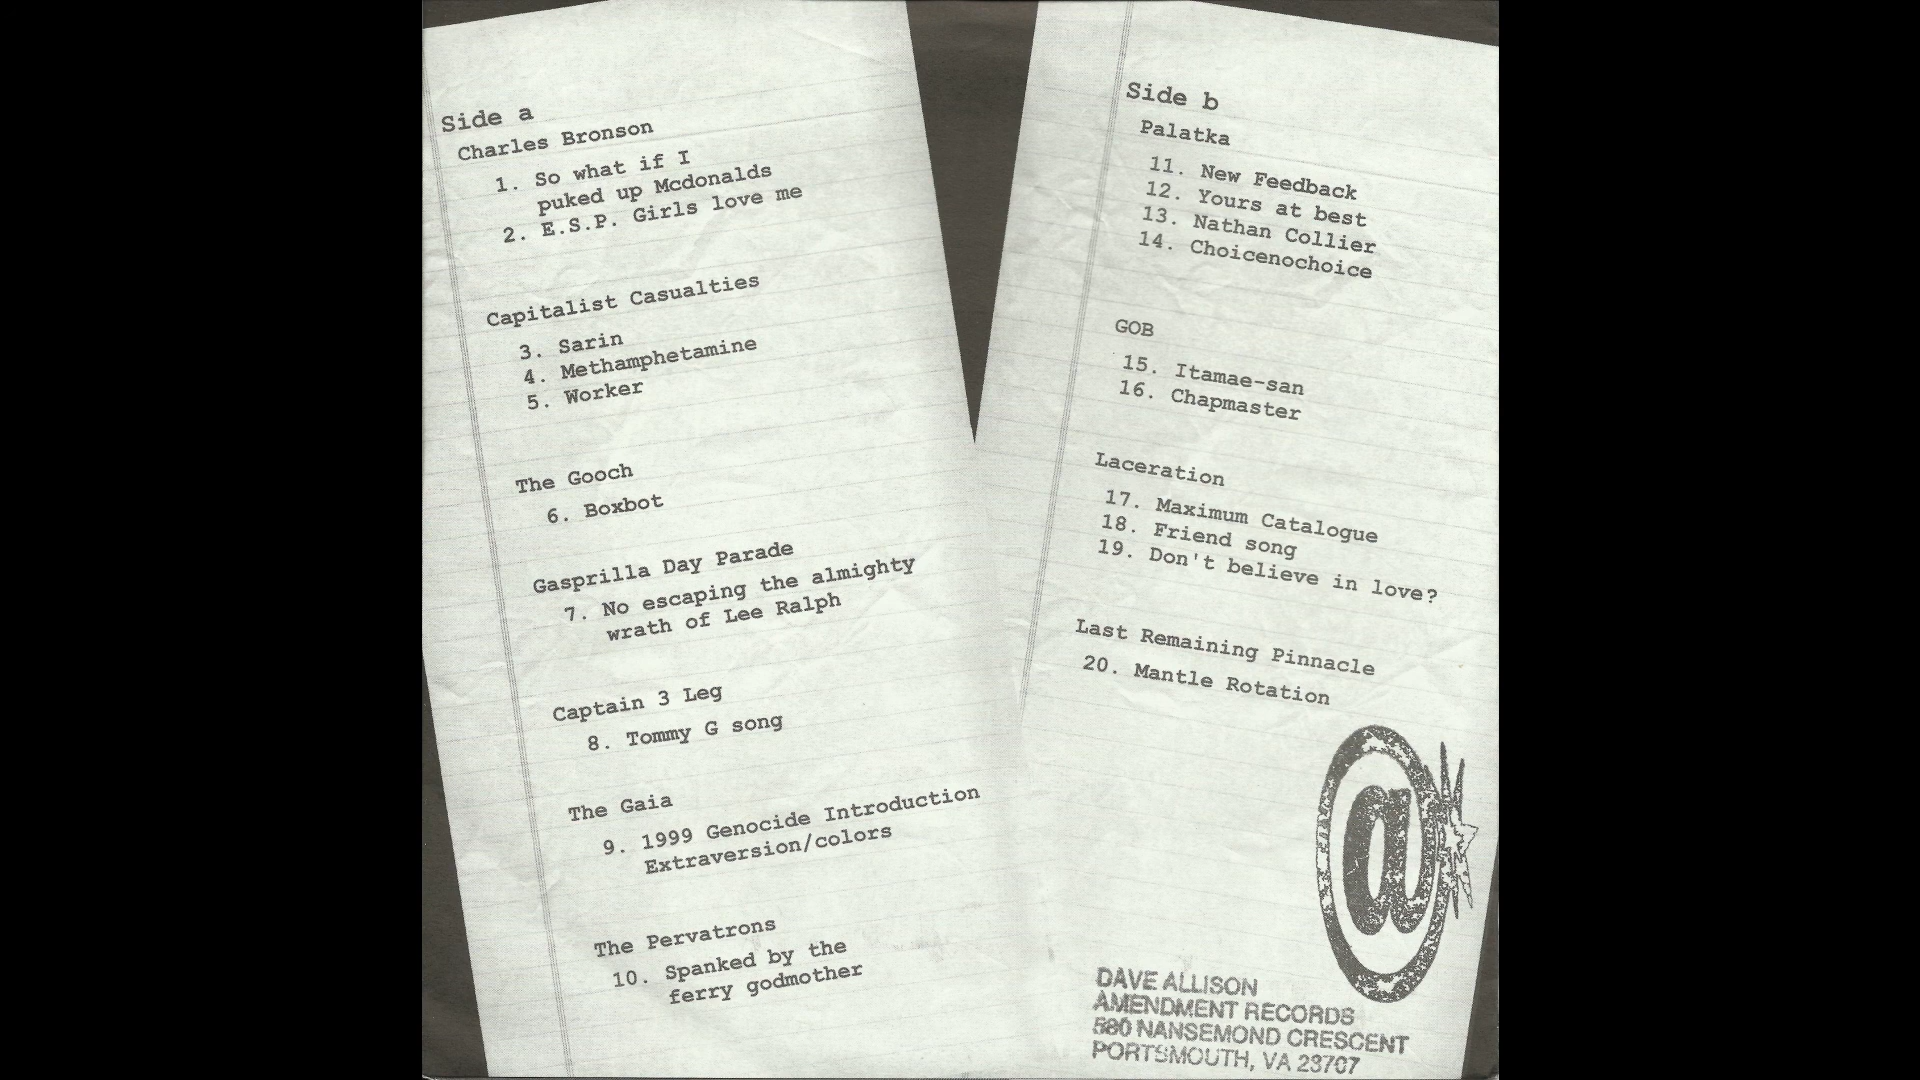 Side a
Charles Bronson
1. So what if I
puked up Mcdonalds
2. E.S.P. Girls love me
Capitalist Casualties
3. Sarin
4. Methamphetamine
5. Worker
The Gooch
6. Boxbot
Gasprilla Day Parade
7. No escaping the almighty
wrath of Lee Ralph
Captain 3 Leg
8. Tommy G song
The Gaia
9. 1999 Genocide Introduction
Extraversion/colors
The Pervatrons
10. Spanked by the
ferry godmother
Side b
Palatka
11. New Feedback
12. Yours at best
13. Nathan Collier
14. Choicenochoice
GOB
15. Itamae-san
16. Chapmaster
Laceration
17. Maximum Catalogue
18. Friend song
19. Don't believe in love?
Last Remaining Pinnacle
20. Mantle Rotation
a
DAVE ALLISON
AMENDMENT RECORDS
580 NANSEMOND CRESCENT
PORTSMOUTH, VA 23707